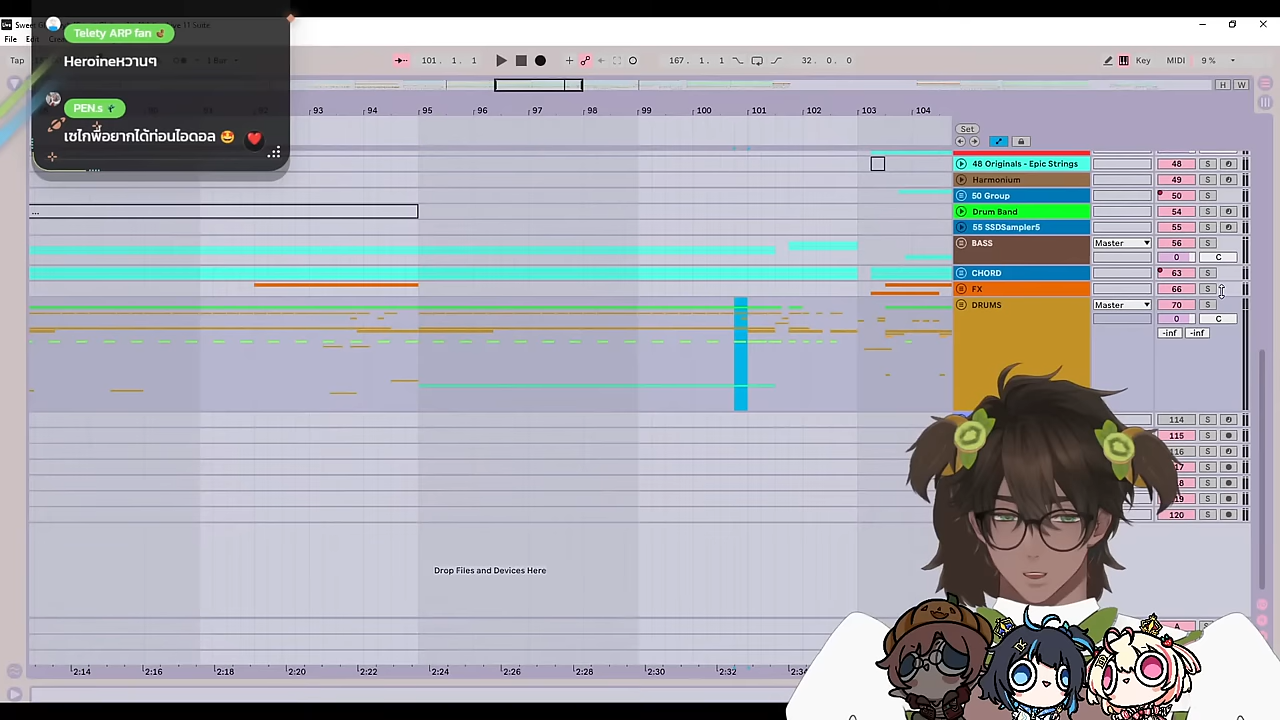 Sweet
Live 11 Suite
File
Telety ARP fan
Heroineหวานๆ
PEN.s
เซไกพี่อยากได้ท่อนไอดอล 🤩 ❤️
Tap
1 Bar
101. 1. 1
167. 1. 1
32. 0. 0
Key
MIDI
9 %
H
W
93
94
95
96
97
98
99
100
101
102
103
104
Set
48 Originals - Epic Strings
48
S
Harmonium
49
S
50 Group
50
S
...
Drum Band
54
S
55 SSDSampler5
55
S
BASS
Master
56
S
0
C
CHORD
63
S
FX
66
S
DRUMS
Master
70
S
0
C
-inf
-inf
114
S
115
S
S
S
S
S
120
S
Drop Files and Devices Here
A
2:14
2:16
2:18
2:20
2:22
2:24
2:26
2:28
2:30
2:32